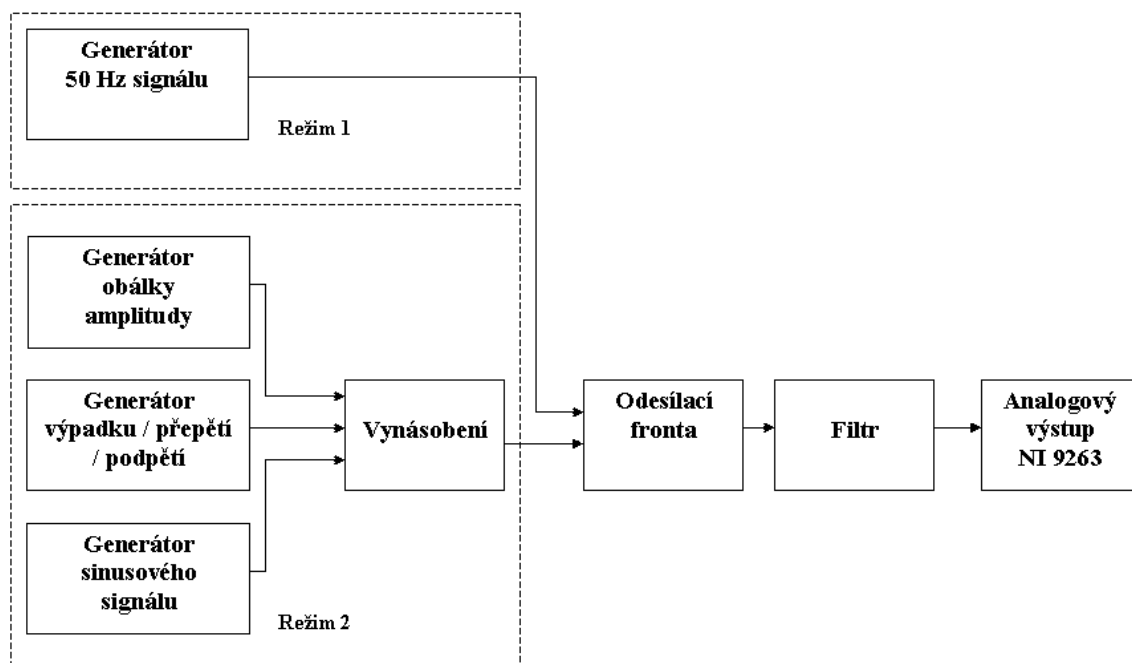 Generátor
50 Hz signálu
Režim 1
Generátor
obálky
amplitudy
Generátor
výpadku / přepětí
/ podpětí
Generátor
sinusového
signálu
Režim 2
Vynásobení
Odesílací
fronta
Filtr
Analogový
výstup
NI 9263